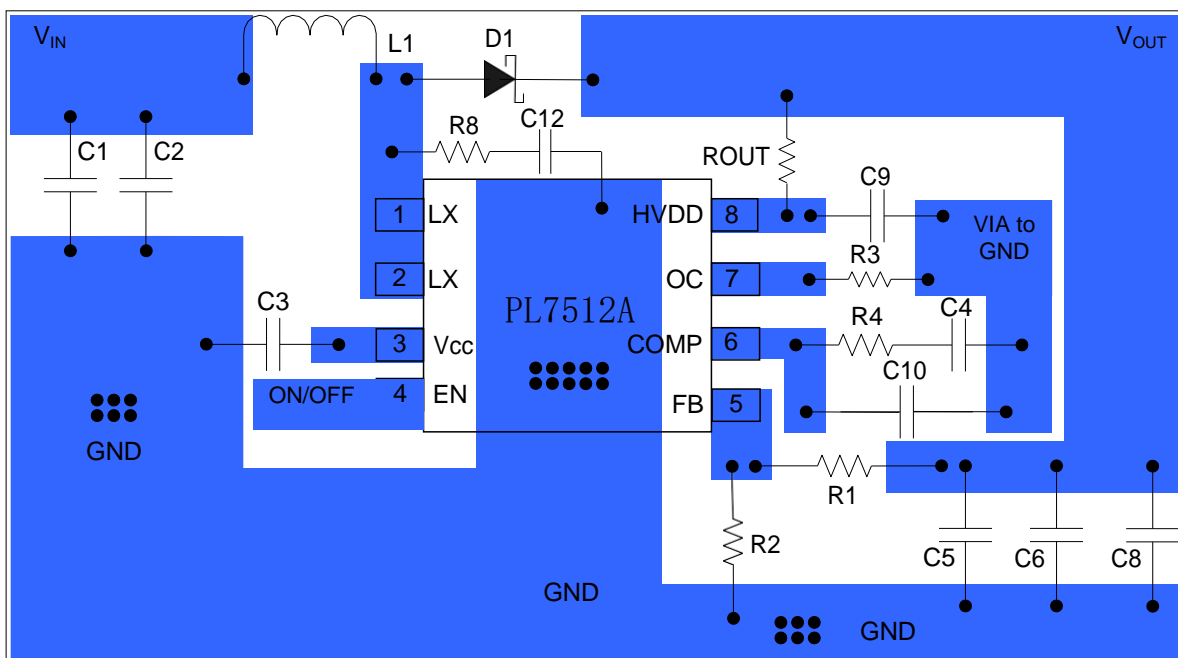 VIN
L1
D1
VOUT
C1
C2
R8
C12
ROUT
C9
1 LX
HVDD 8
VIA to
GND
2 LX
OC 7
R3
C3
PL7512A
R4
C4
3 Vcc
COMP 6
C10
ON/OFF 4 EN
FB 5
GND
R1
R2
C5
C6
C8
GND
GND